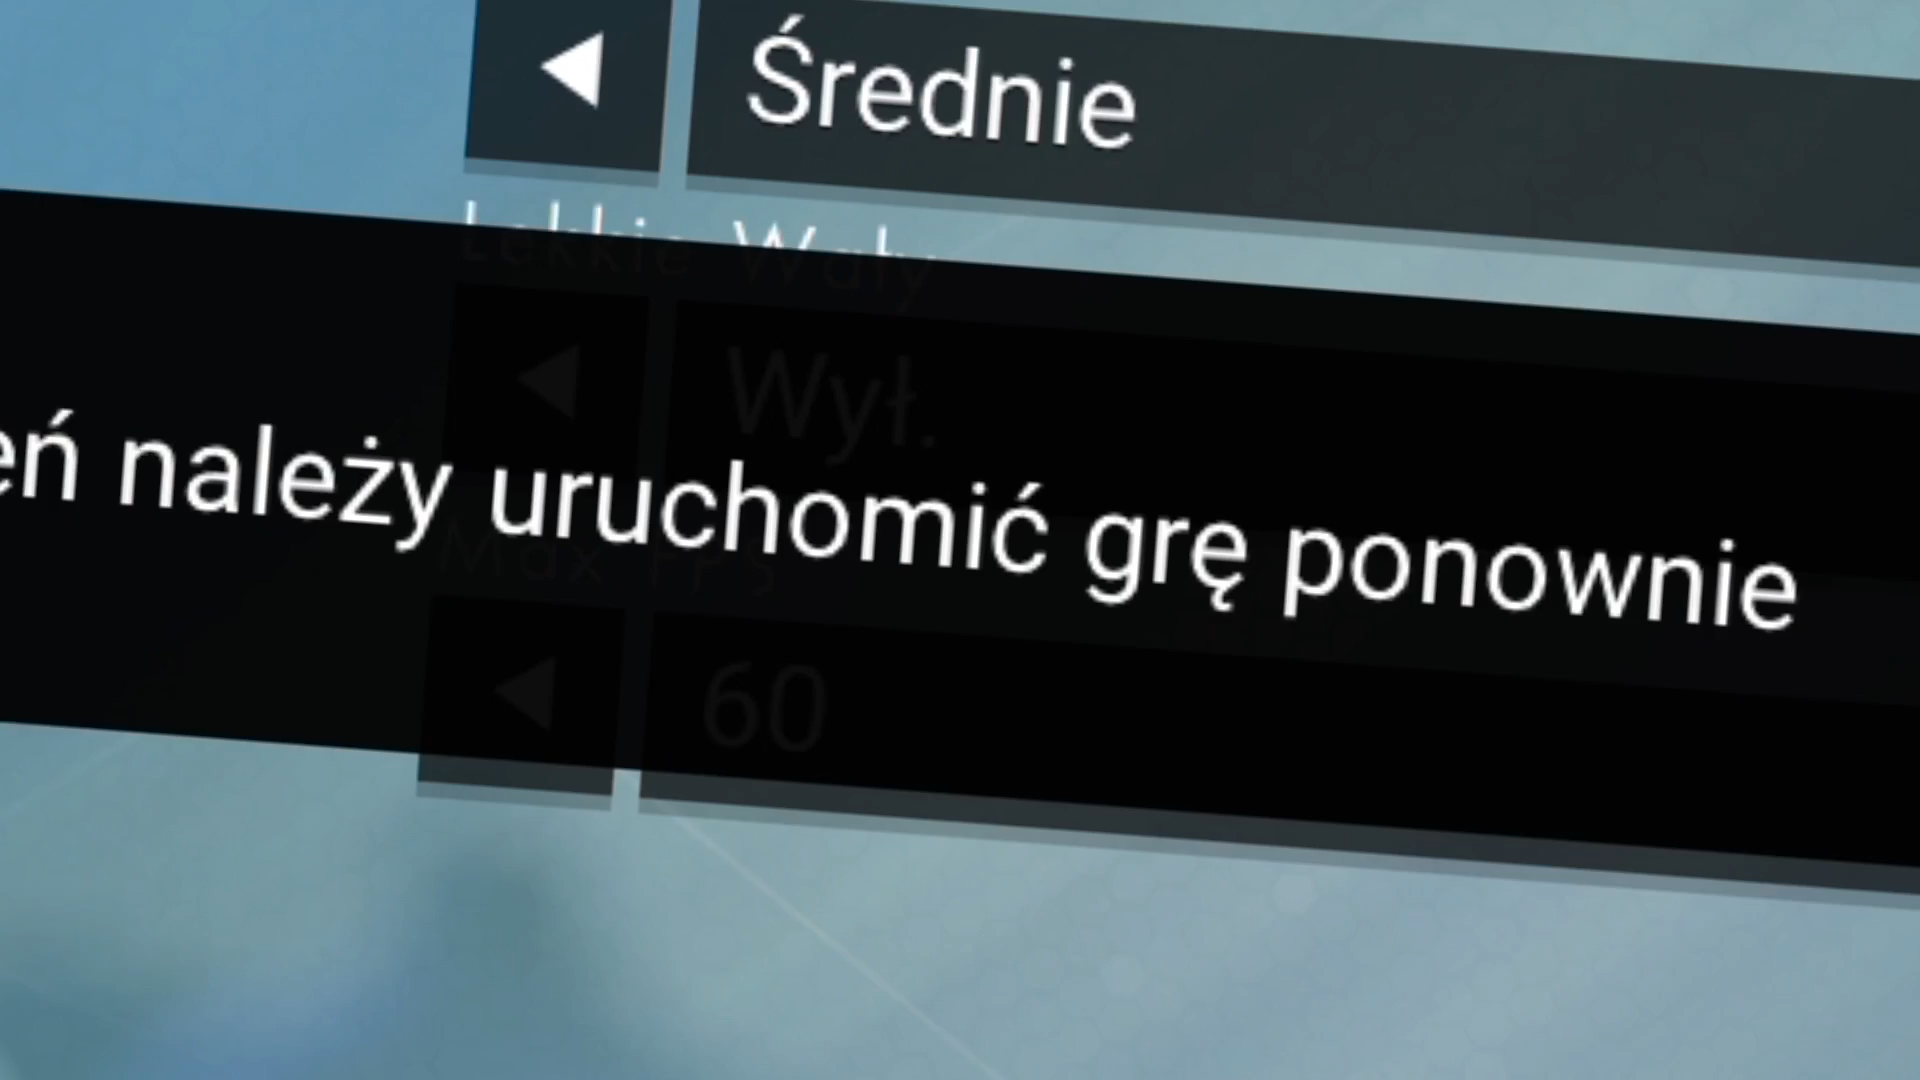 Średnie
Lekkie Wały
Wył.
eń należy uruchomić grę ponownie
Max FPS
60